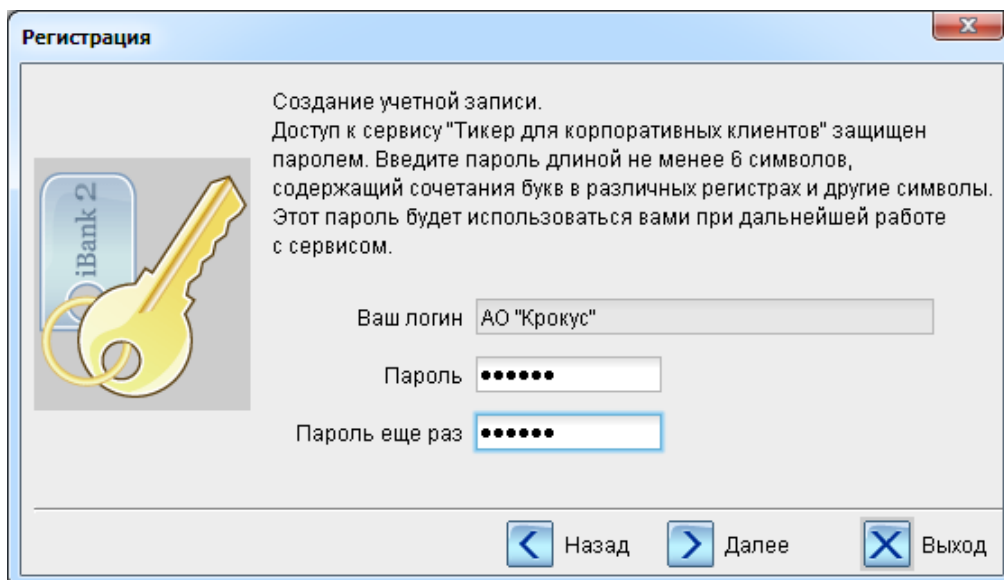 Регистрация
Создание учетной записи.
Доступ к сервису "Тикер для корпоративных клиентов" защищен
паролем. Введите пароль длиной не менее 6 символов,
содержащий сочетания букв в различных регистрах и другие символы.
Этот пароль будет использоваться вами при дальнейшей работе
с сервисом.
iBank 2
Ваш логин АО "Крокус"
Пароль ••••••
Пароль еще раз ••••••
Назад Далее Выход